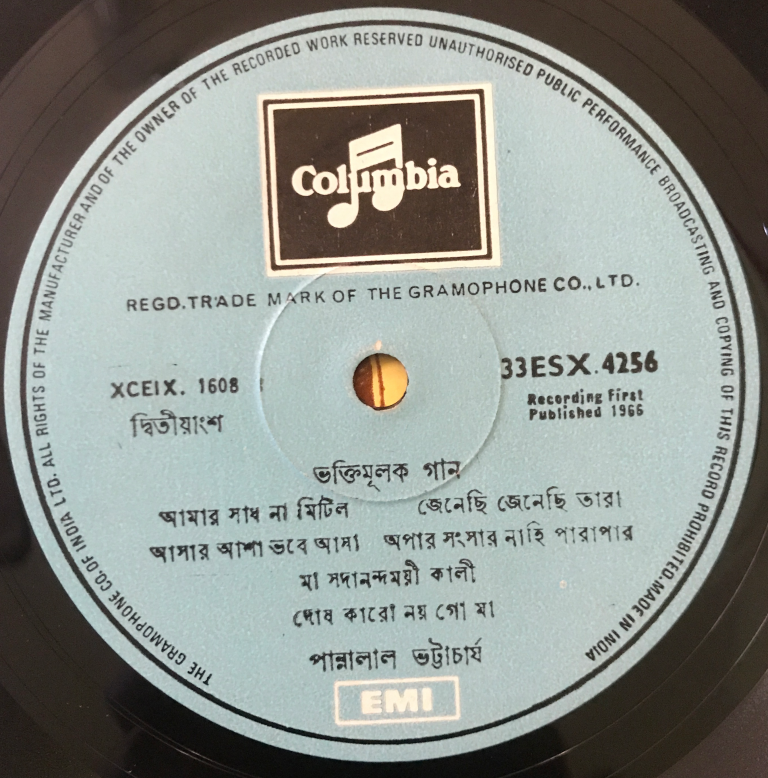 THE GRAMOPHONE CO. OF INDIA LTD. ALL RIGHTS OF THE MANUFACTURER AND OF THE OWNER OF THE RECORDED WORK RESERVED UNAUTHORISED PUBLIC PERFORMANCE BROADCASTING AND COPYING OF THIS RECORD PROHIBITED. MADE IN INDIA
Columbia
REGD. TRADE MARK OF THE GRAMOPHONE CO., LTD.
XCEIX. 1608
33ESX. 4256
দ্বিতীয়াংশ
Recording First
Published 1966
ভক্তিমূলক গান
আমার সাধ না মিটিল জেনেছি জেনেছি তারা
আসার আশা ভবে আসা অপার সংসার নাহি পারাপার
মা সদানন্দময়ী কালী
দোষ কারো নয় গো মা
পান্নালাল ভট্টাচার্য
EMI